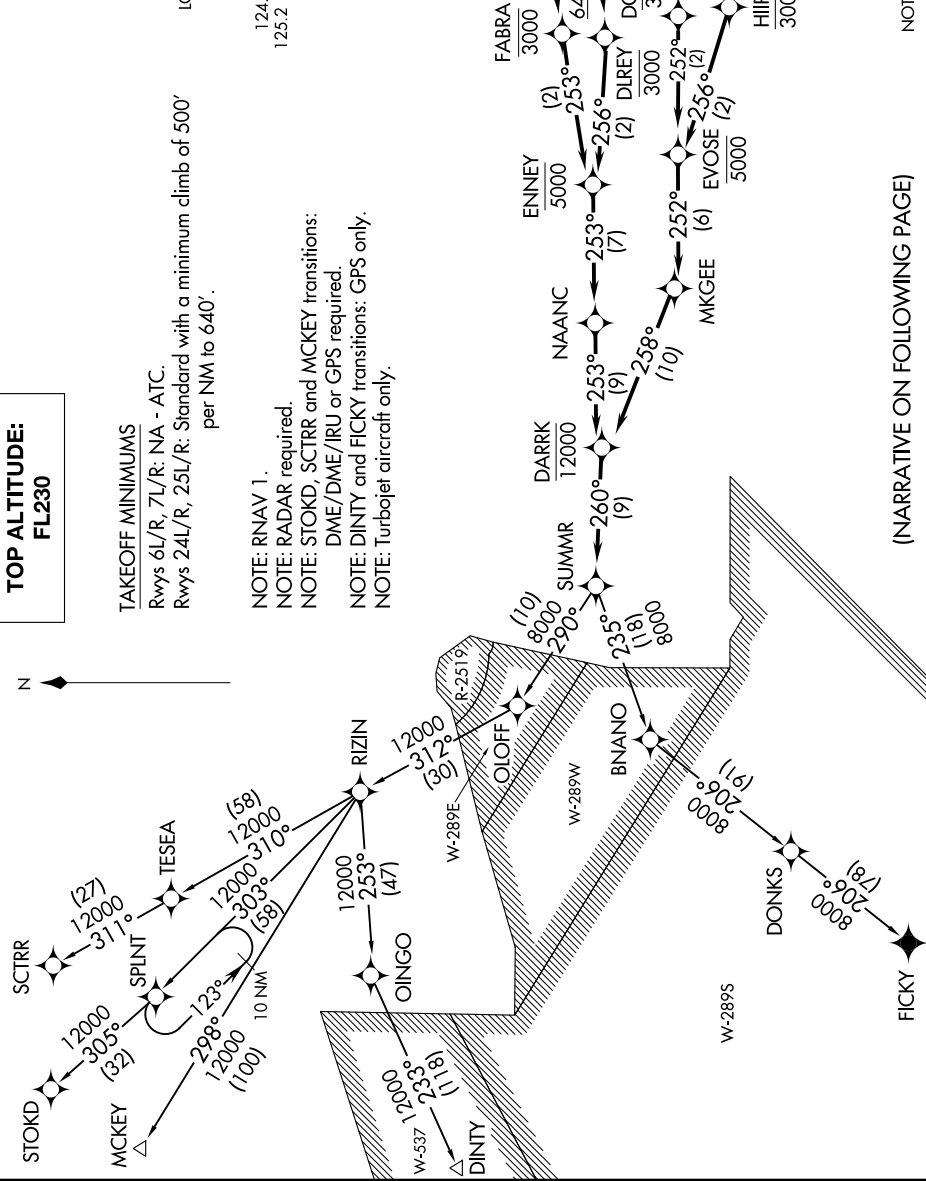 TOP ALTITUDE:
FL230
TAKEOFF MINIMUMS
Rwys 6L/R, 7L/R: NA - ATC.
Rwys 24L/R, 25L/R: Standard with a minimum climb of 500'
per NM to 640'.
NOTE: RNAV 1.
NOTE: RADAR required.
NOTE: STOKD, SCTRR and MCKEY transitions:
DME/DME/IRU or GPS required.
NOTE: DINTY and FICKY transitions: GPS only.
NOTE: Turbojet aircraft only.
124.
125.2
N
SCTRR
(27)
12000
311°
TESEA
(58)
12000
310°
STOKD
12000
305°
(32)
SPLNT
12000
303°
(58)
123°
10 NM
MCKEY
298°
12000
(100)
RIZIN
12000
312°
(30)
12000
253°
(47)
OINGO
12000
233°
(118)
W-537
DINTY
R-2519
W-289E
OLOFF
W-289W
W-289S
(10)
8000
290°
SUMMR
235°
(18)
8000
BNANO
(91)
206°
8000
DONKS
(78)
206°
8000
FICKY
260°
(9)
DARRK
12000
253°
(9)
NAANC
253°
(7)
ENNEY
5000
(2)
253°
FABRA
3000
256°
(2)
DLREY
3000
258°
(10)
MKGEE
252°
(6)
EVOSE
5000
252°
(2)
256°
(2)
(NARRATIVE ON FOLLOWING PAGE)